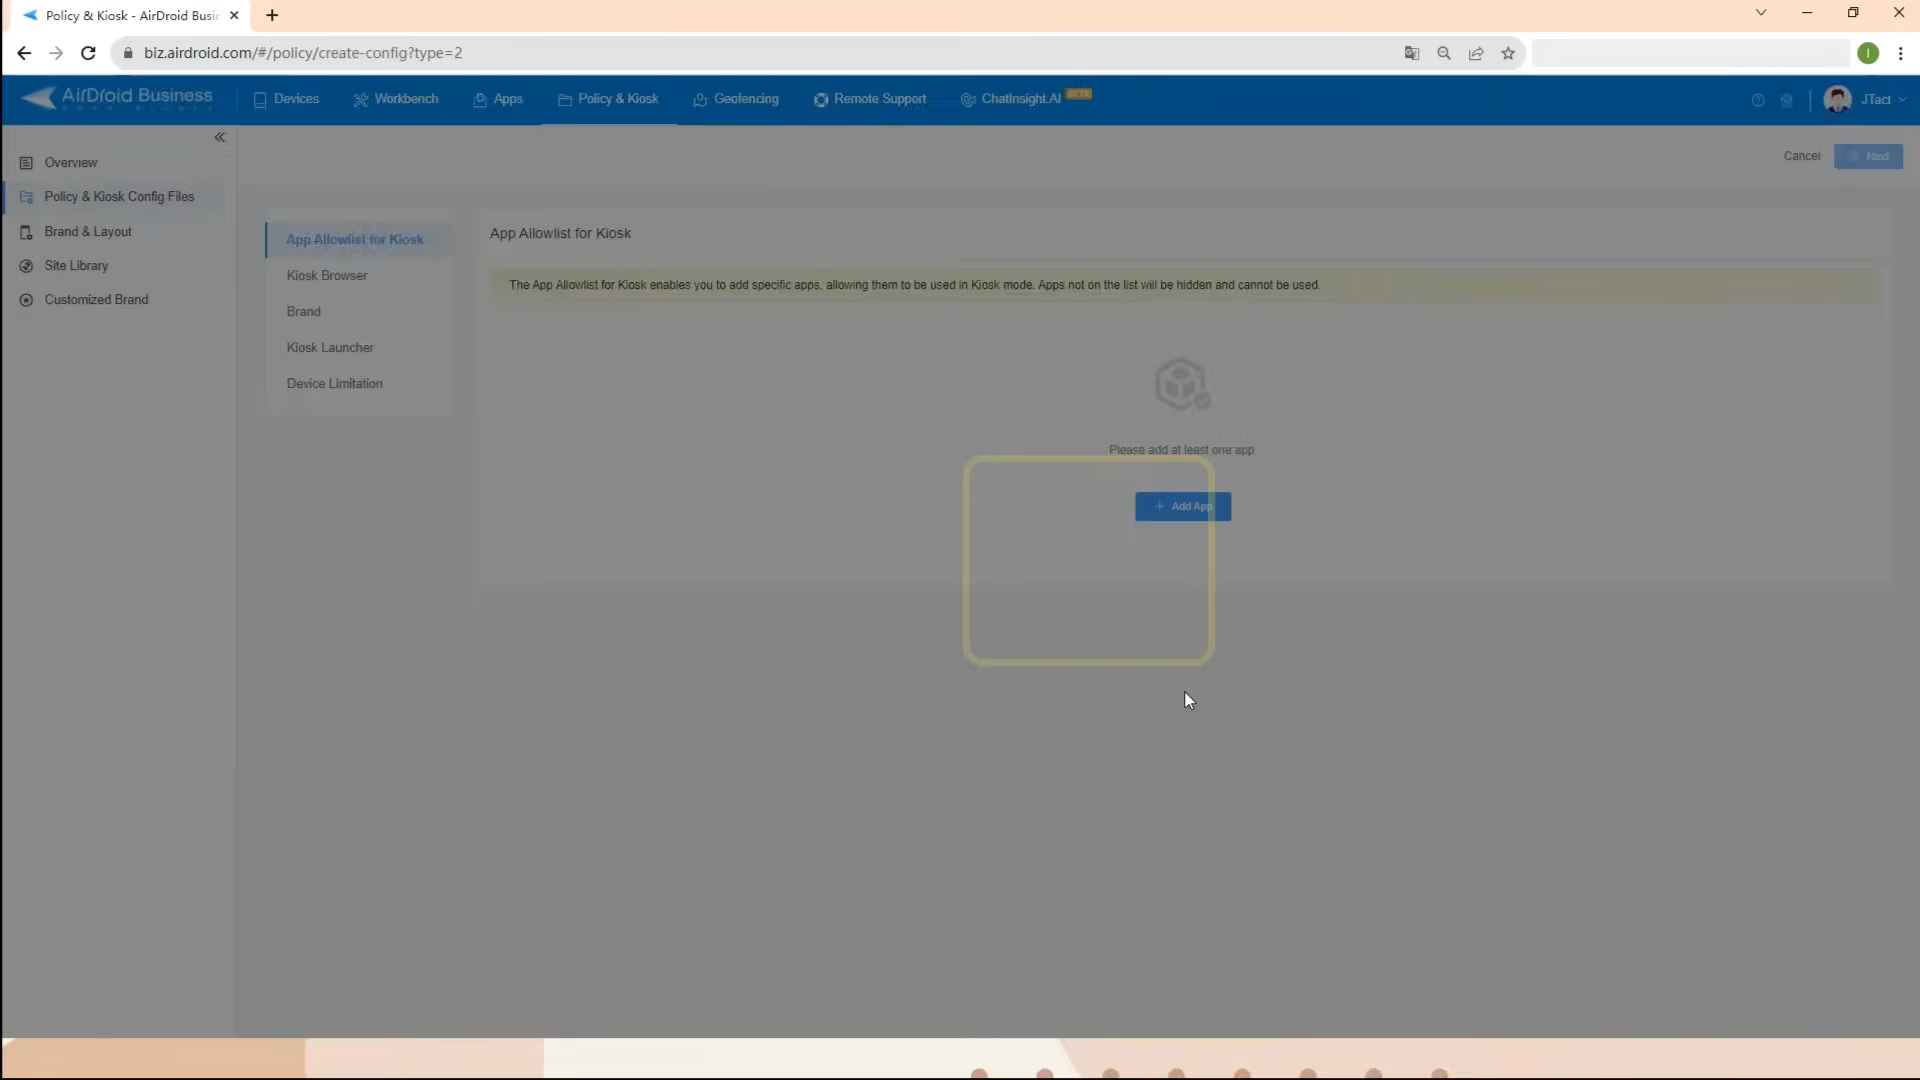 Policy & Kiosk - AirDroid Busin
biz.airdroid.com/#/policy/create-config?type=2
I
AirDroid Business
Devices
Workbench
Apps
Policy & Kiosk
Geofencing
Remote Support
ChatInsight.AI
BETA
JTact
Cancel
Next
Overview
Policy & Kiosk Config Files
Brand & Layout
Site Library
Customized Brand
App Allowlist for Kiosk
Kiosk Browser
Brand
Kiosk Launcher
Device Limitation
App Allowlist for Kiosk
The App Allowlist for Kiosk enables you to add specific apps, allowing them to be used in Kiosk mode. Apps not on the list will be hidden and cannot be used.
Please add at least one app.
+ Add App